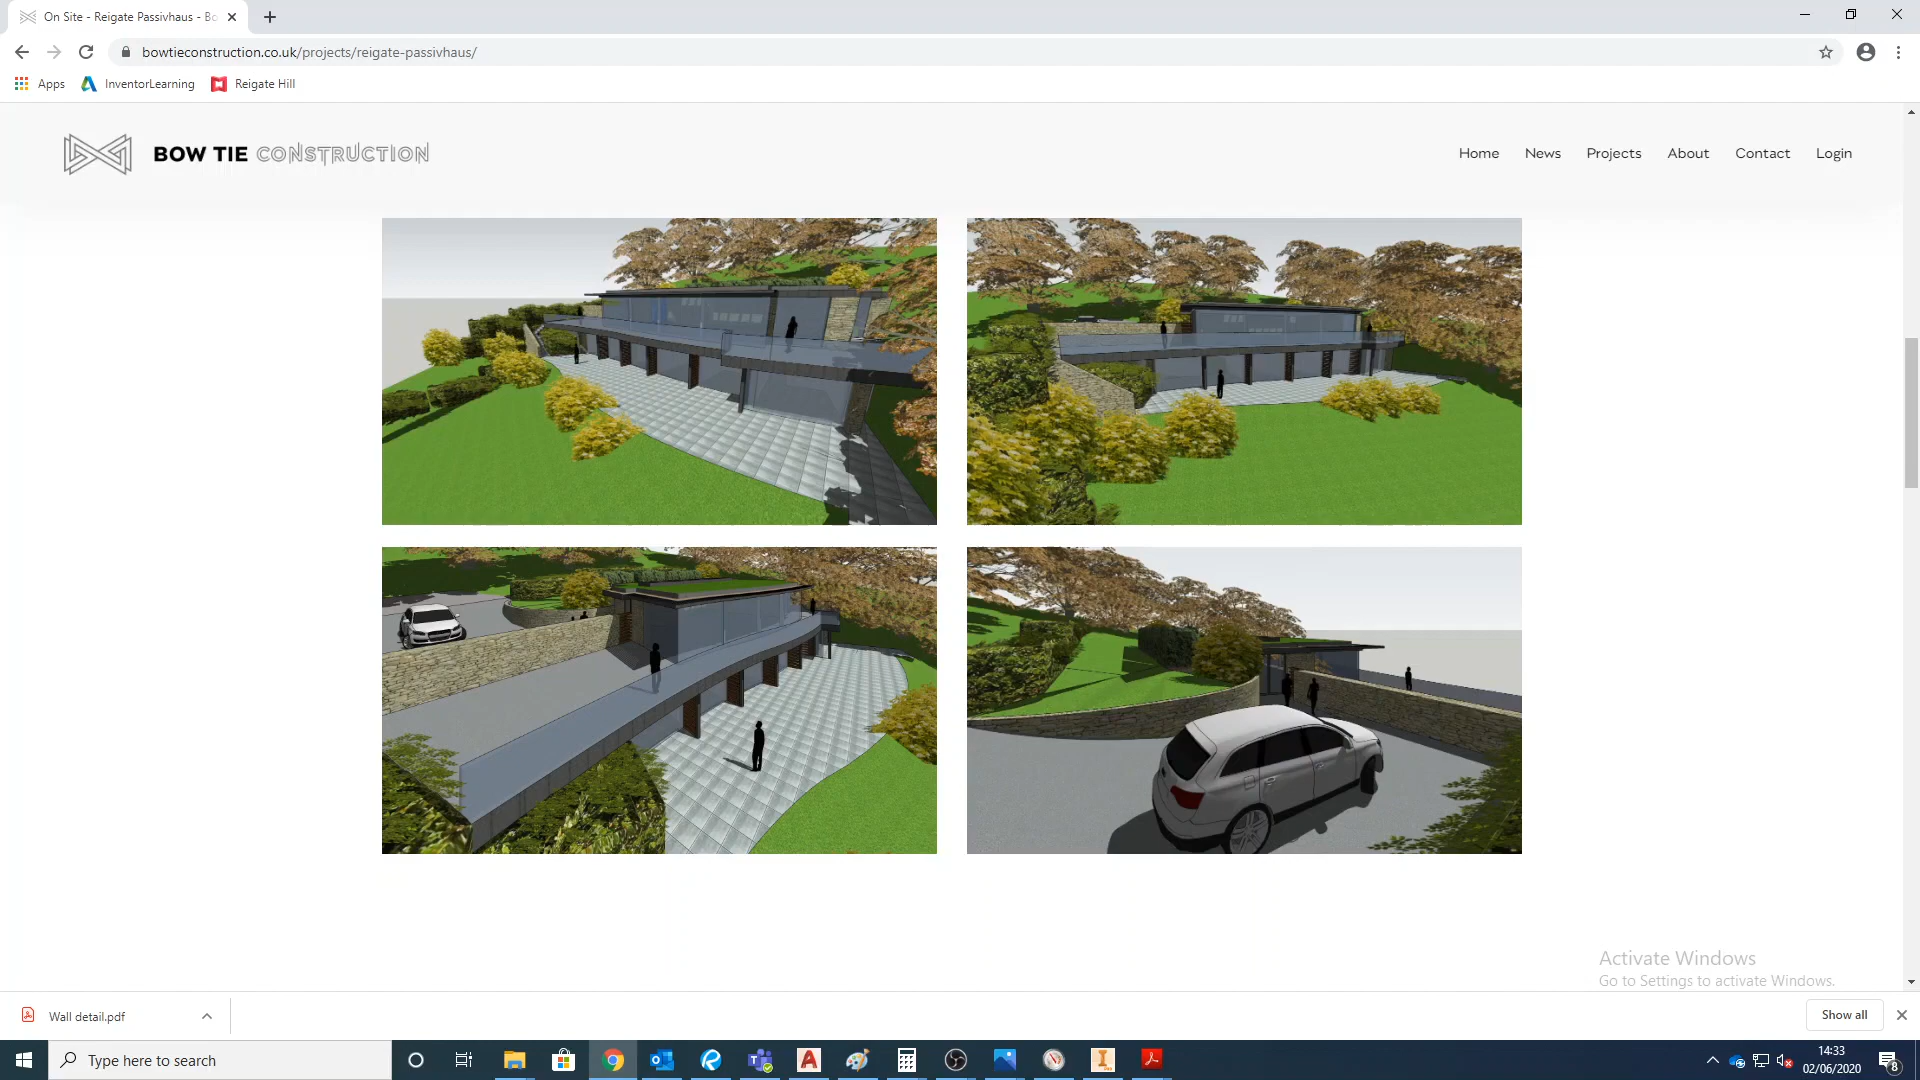 On Site - Reigate Passivhaus - Bo
bowtieconstruction.co.uk/projects/reigate-passivhaus/
Apps InventorLearning Reigate Hill
BOW TIE CONSTRUCTION
Home News Projects About Contact Login
Activate Windows
Go to Settings to activate Windows.
Wall detail.pdf
Show all
Type here to search
14:33
02/06/2020
8